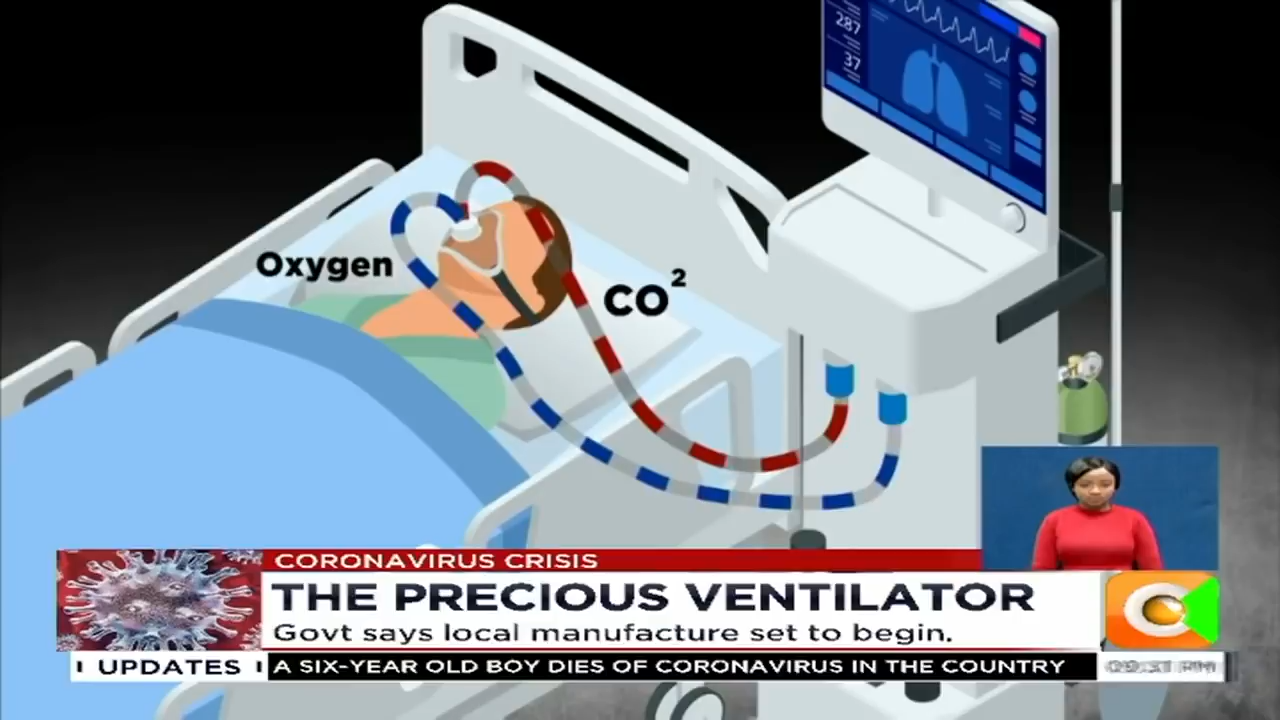 287
37
Oxygen
CO²
CORONAVIRUS CRISIS
THE PRECIOUS VENTILATOR
Govt says local manufacture set to begin.
UPDATES
A SIX-YEAR OLD BOY DIES OF CORONAVIRUS IN THE COUNTRY